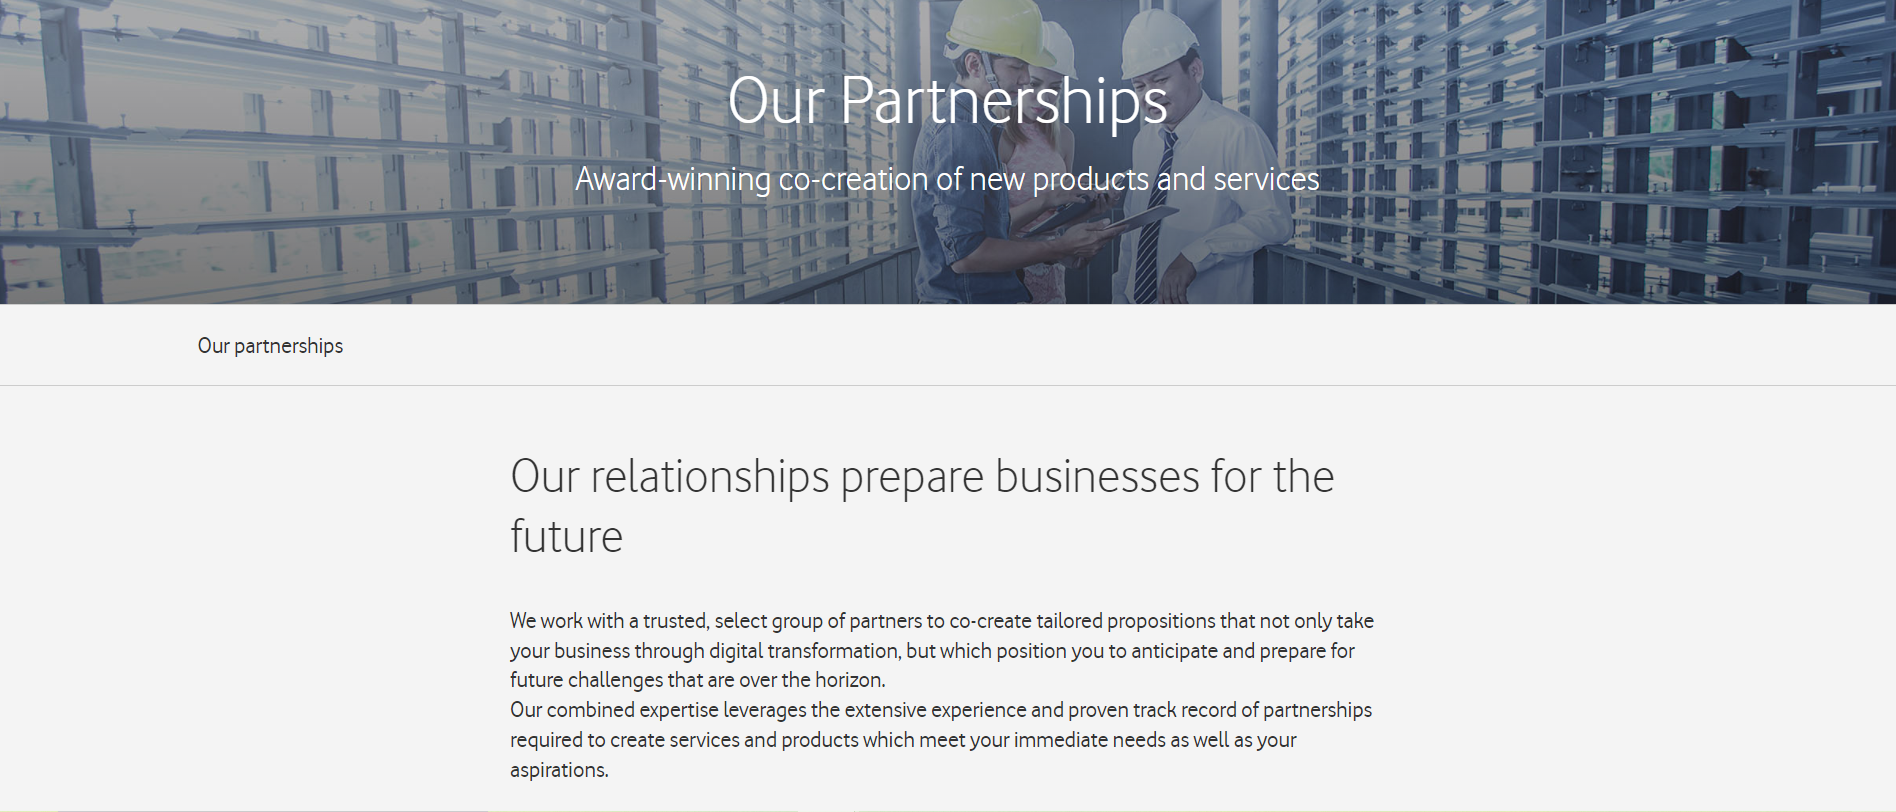 Our Partnerships
Award-winning co-creation of new products and services
Our partnerships
Our relationships prepare businesses for the
future
We work with a trusted, select group of partners to co-create tailored propositions that not only take
your business through digital transformation, but which position you to anticipate and prepare for
future challenges that are over the horizon.
Our combined expertise leverages the extensive experience and proven track record of partnerships
required to create services and products which meet your immediate needs as well as your
aspirations.